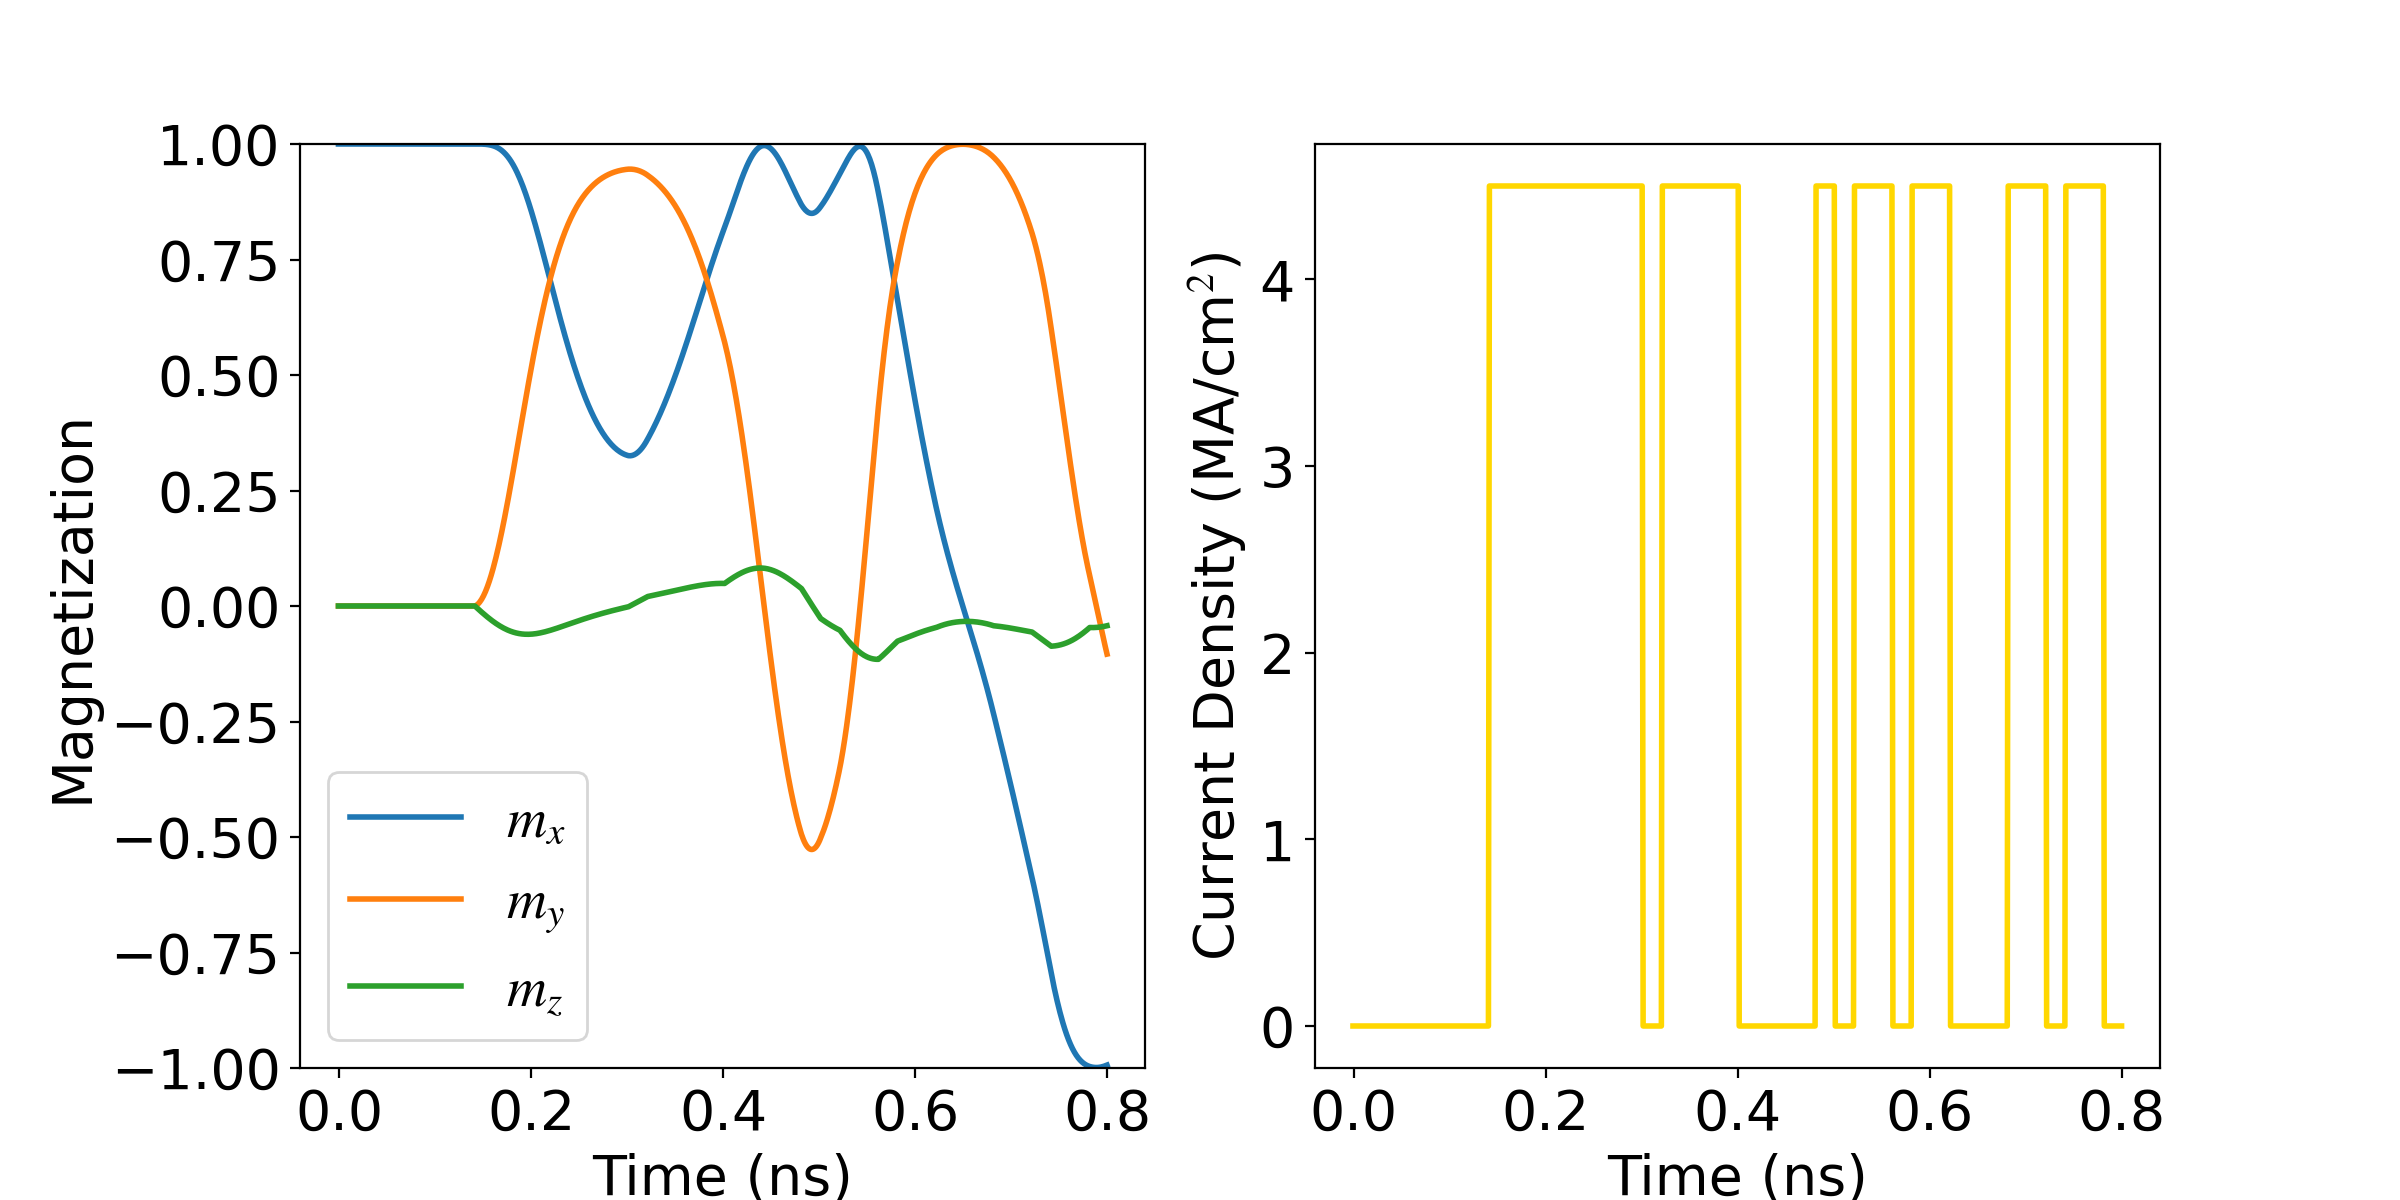 1.00
0.75
0.50
0.25
0.00
−0.25
−0.50
−0.75
−1.00
Magnetization
m_x
m_y
m_z
0.0 0.2 0.4 0.6 0.8
Time (ns)
4
3
2
1
0
Current Density (MA/cm²)
0.0 0.2 0.4 0.6 0.8
Time (ns)